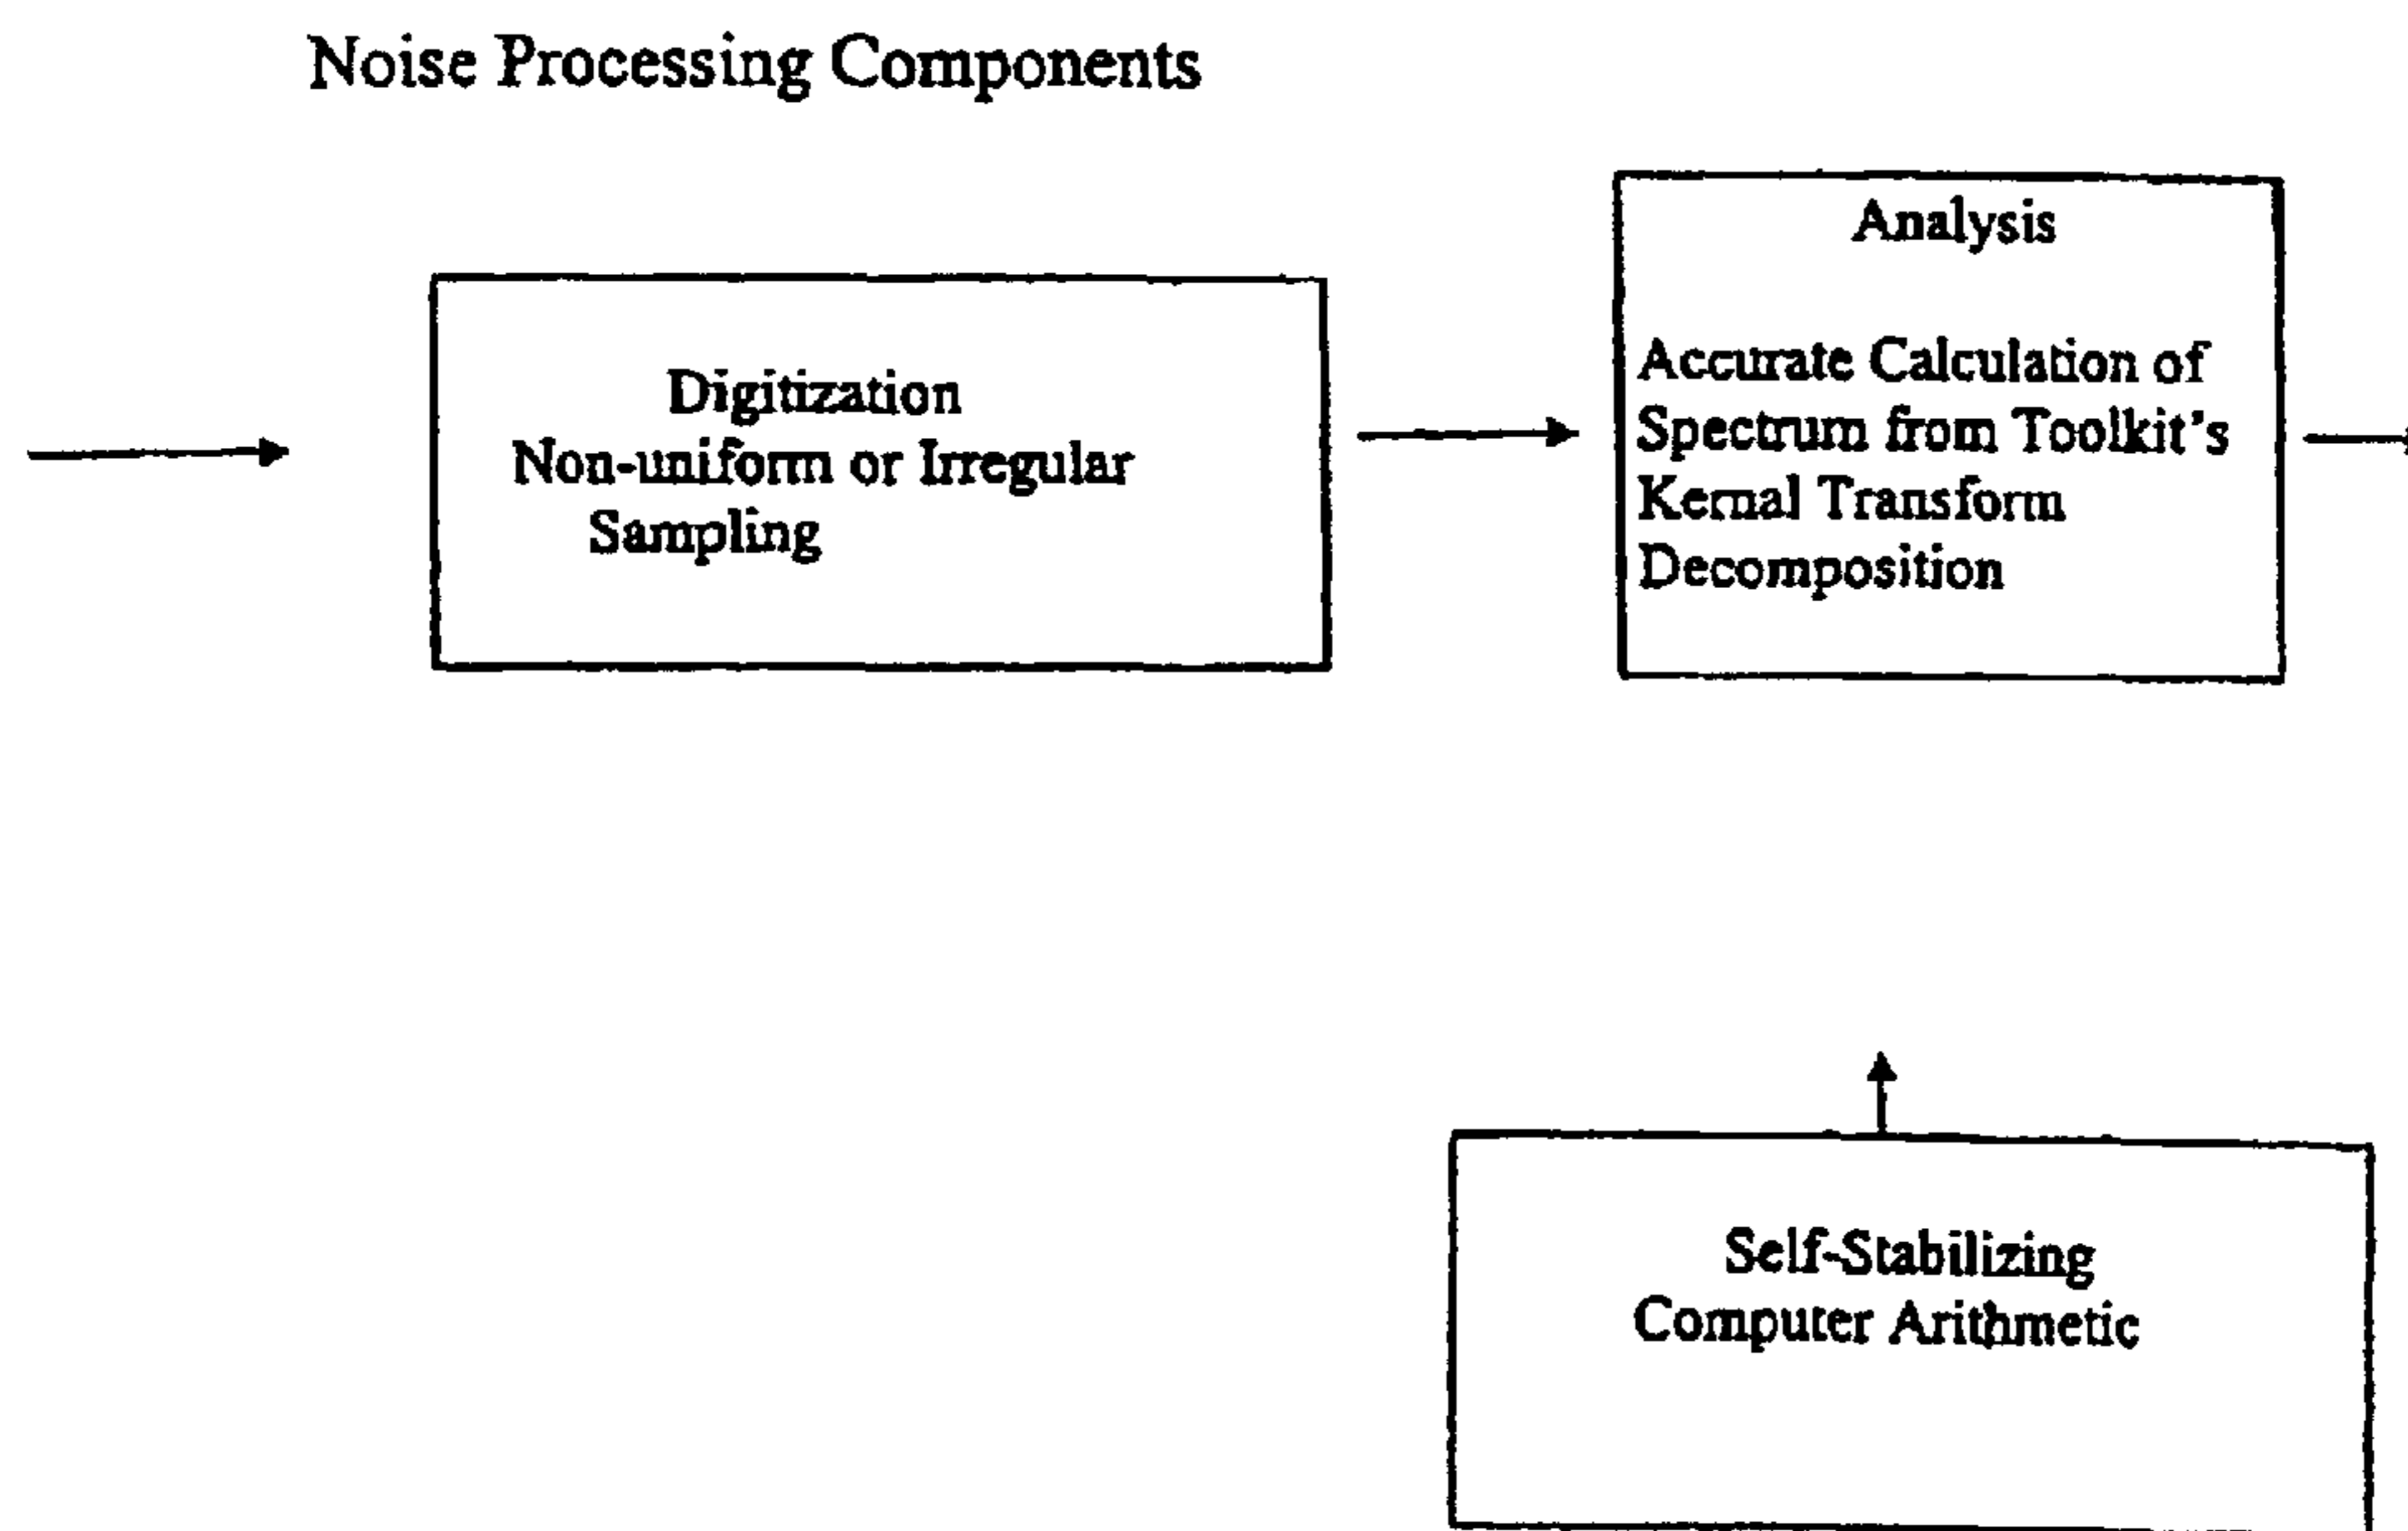 Noise Processing Components
Digitization
Non-uniform or Irregular
Sampling
Analysis
Accurate Calculation of
Spectrum from Toolkit's
Kernal Transform
Decomposition
Self-Stabilizing
Computer Arithmetic